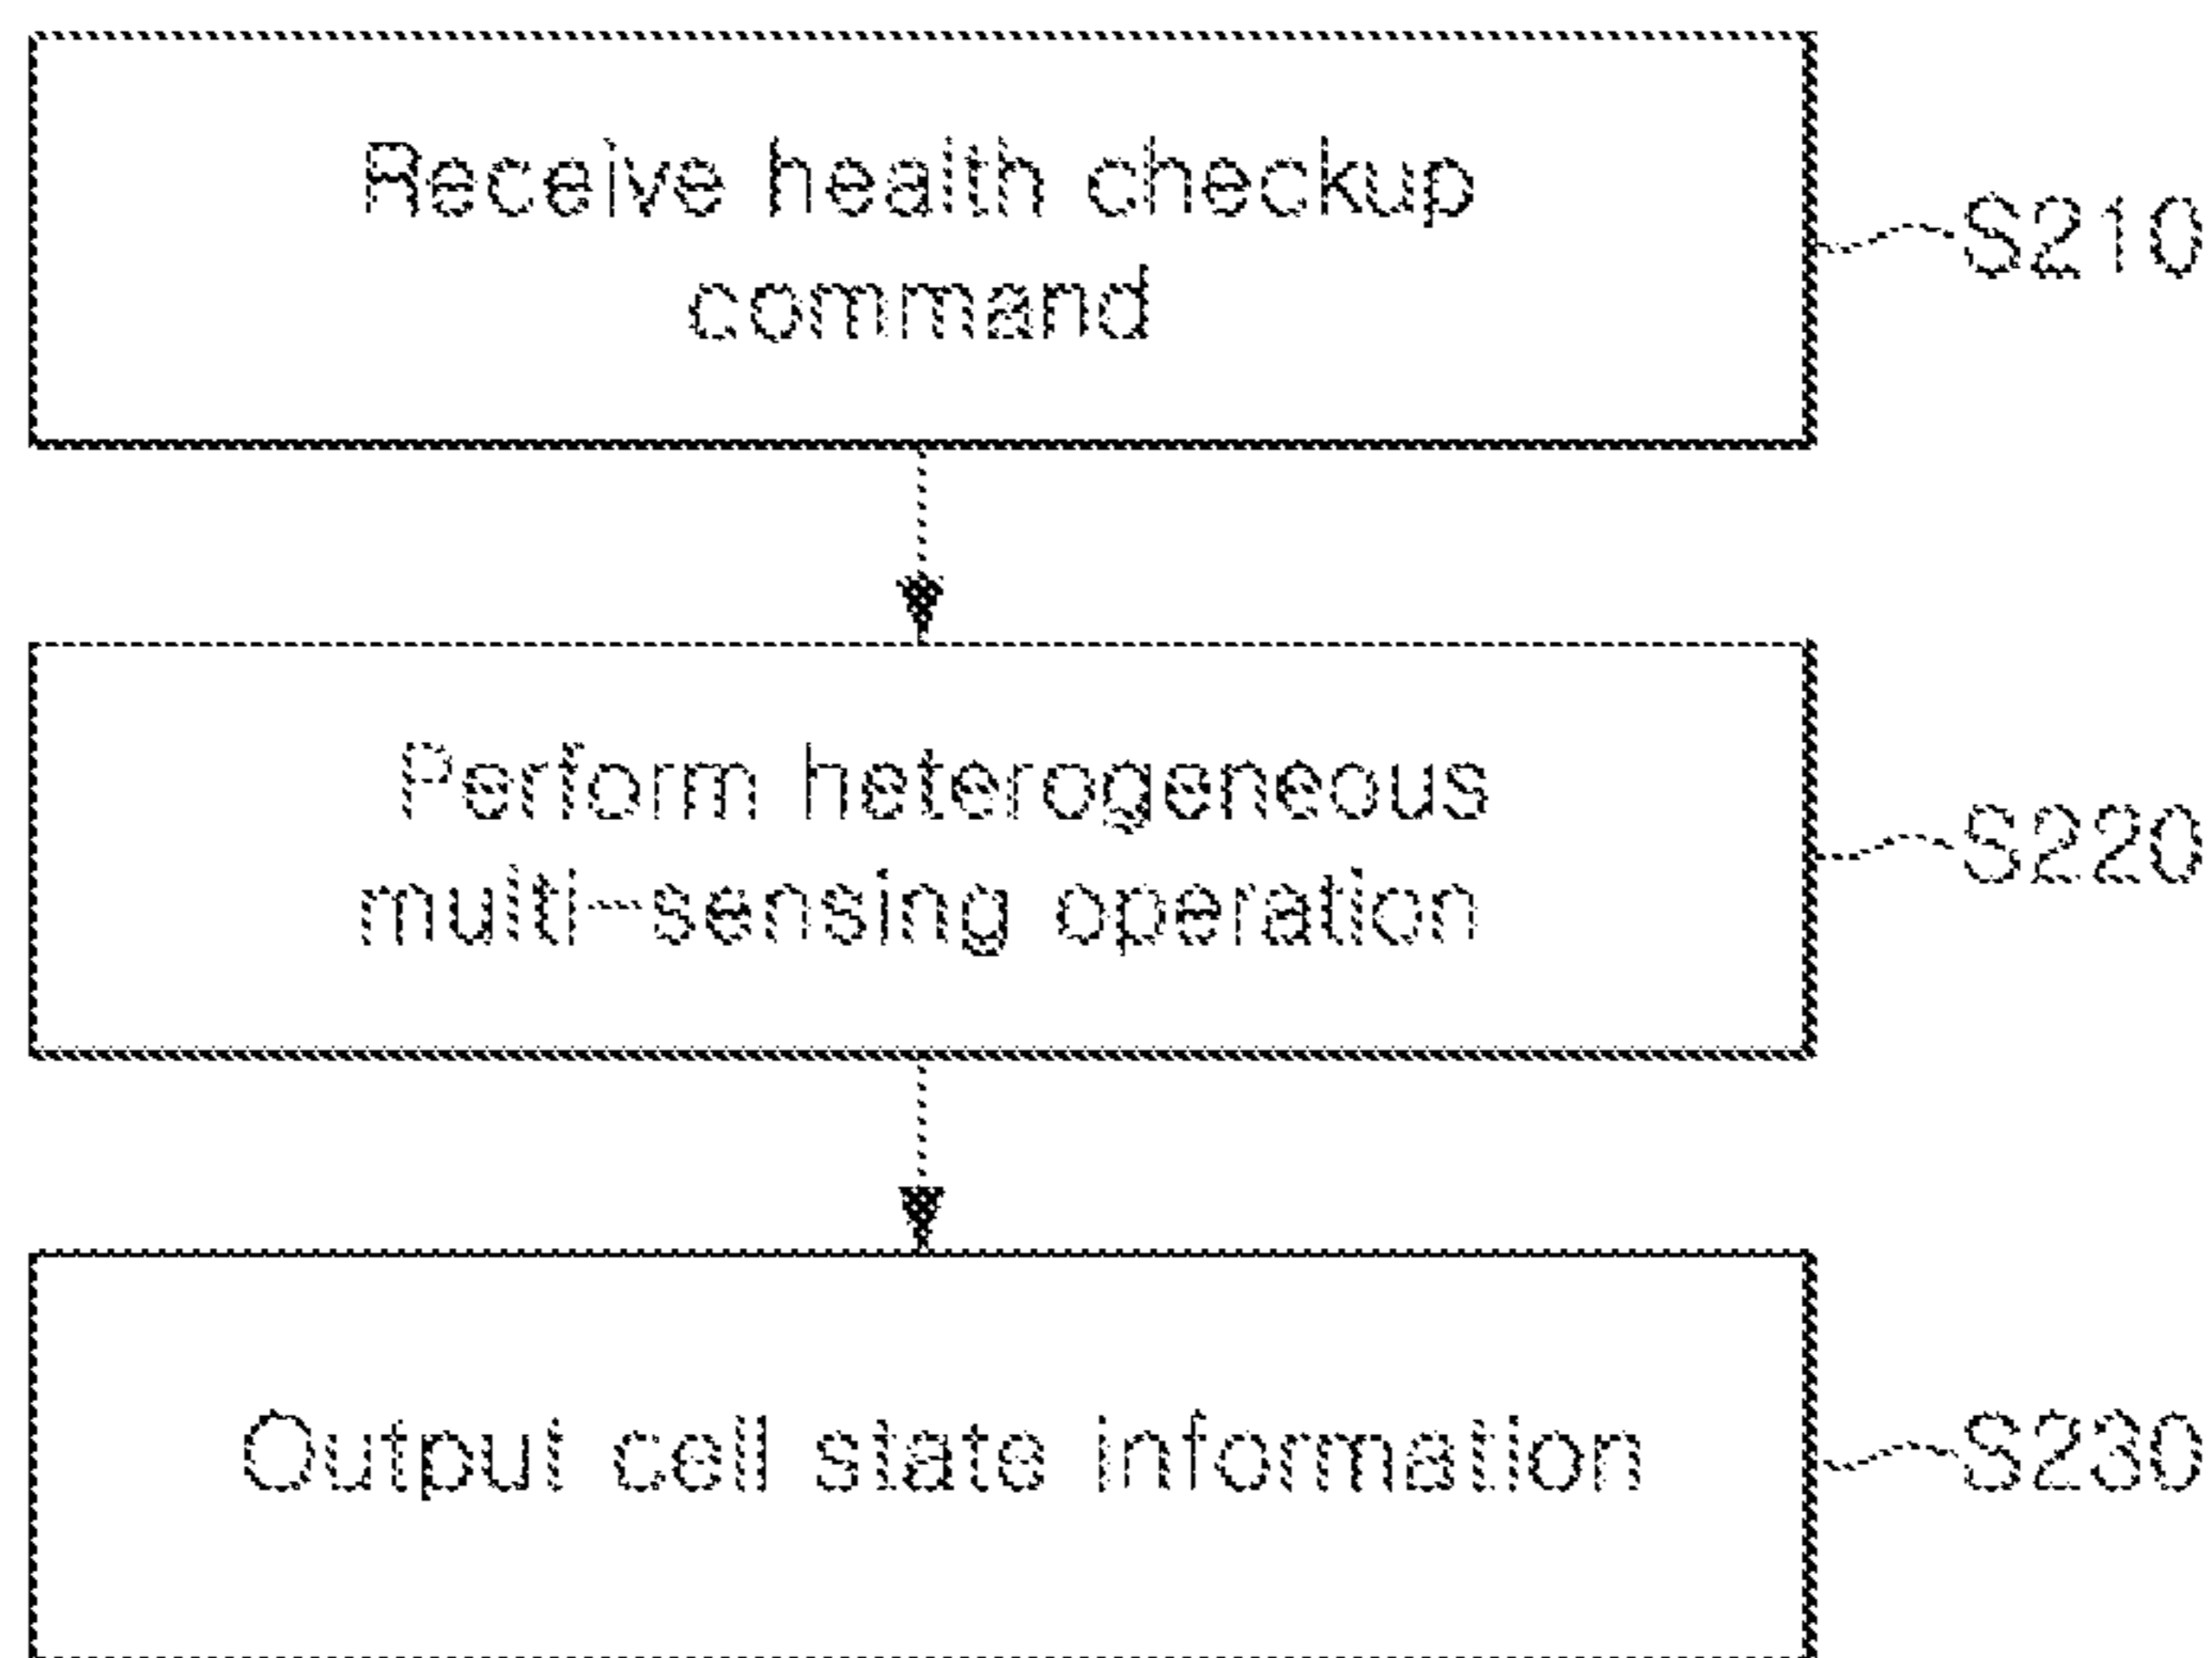 Receive health checkup
command
S210
Perform heterogeneous
multi-sensing operation
S220
Output cell state information
S230